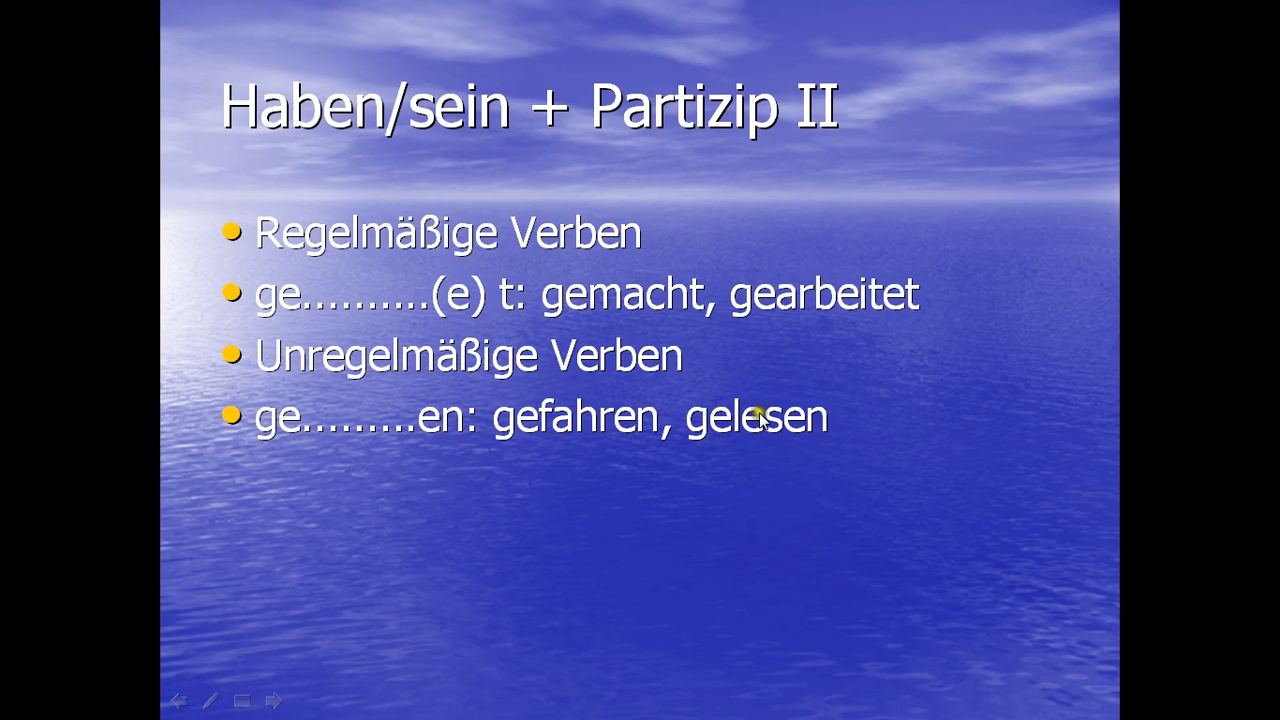 Haben/sein + Partizip II
• Regelmäßige Verben
• ge……….(e) t: gemacht, gearbeitet
• Unregelmäßige Verben
• ge………en: gefahren, gelesen